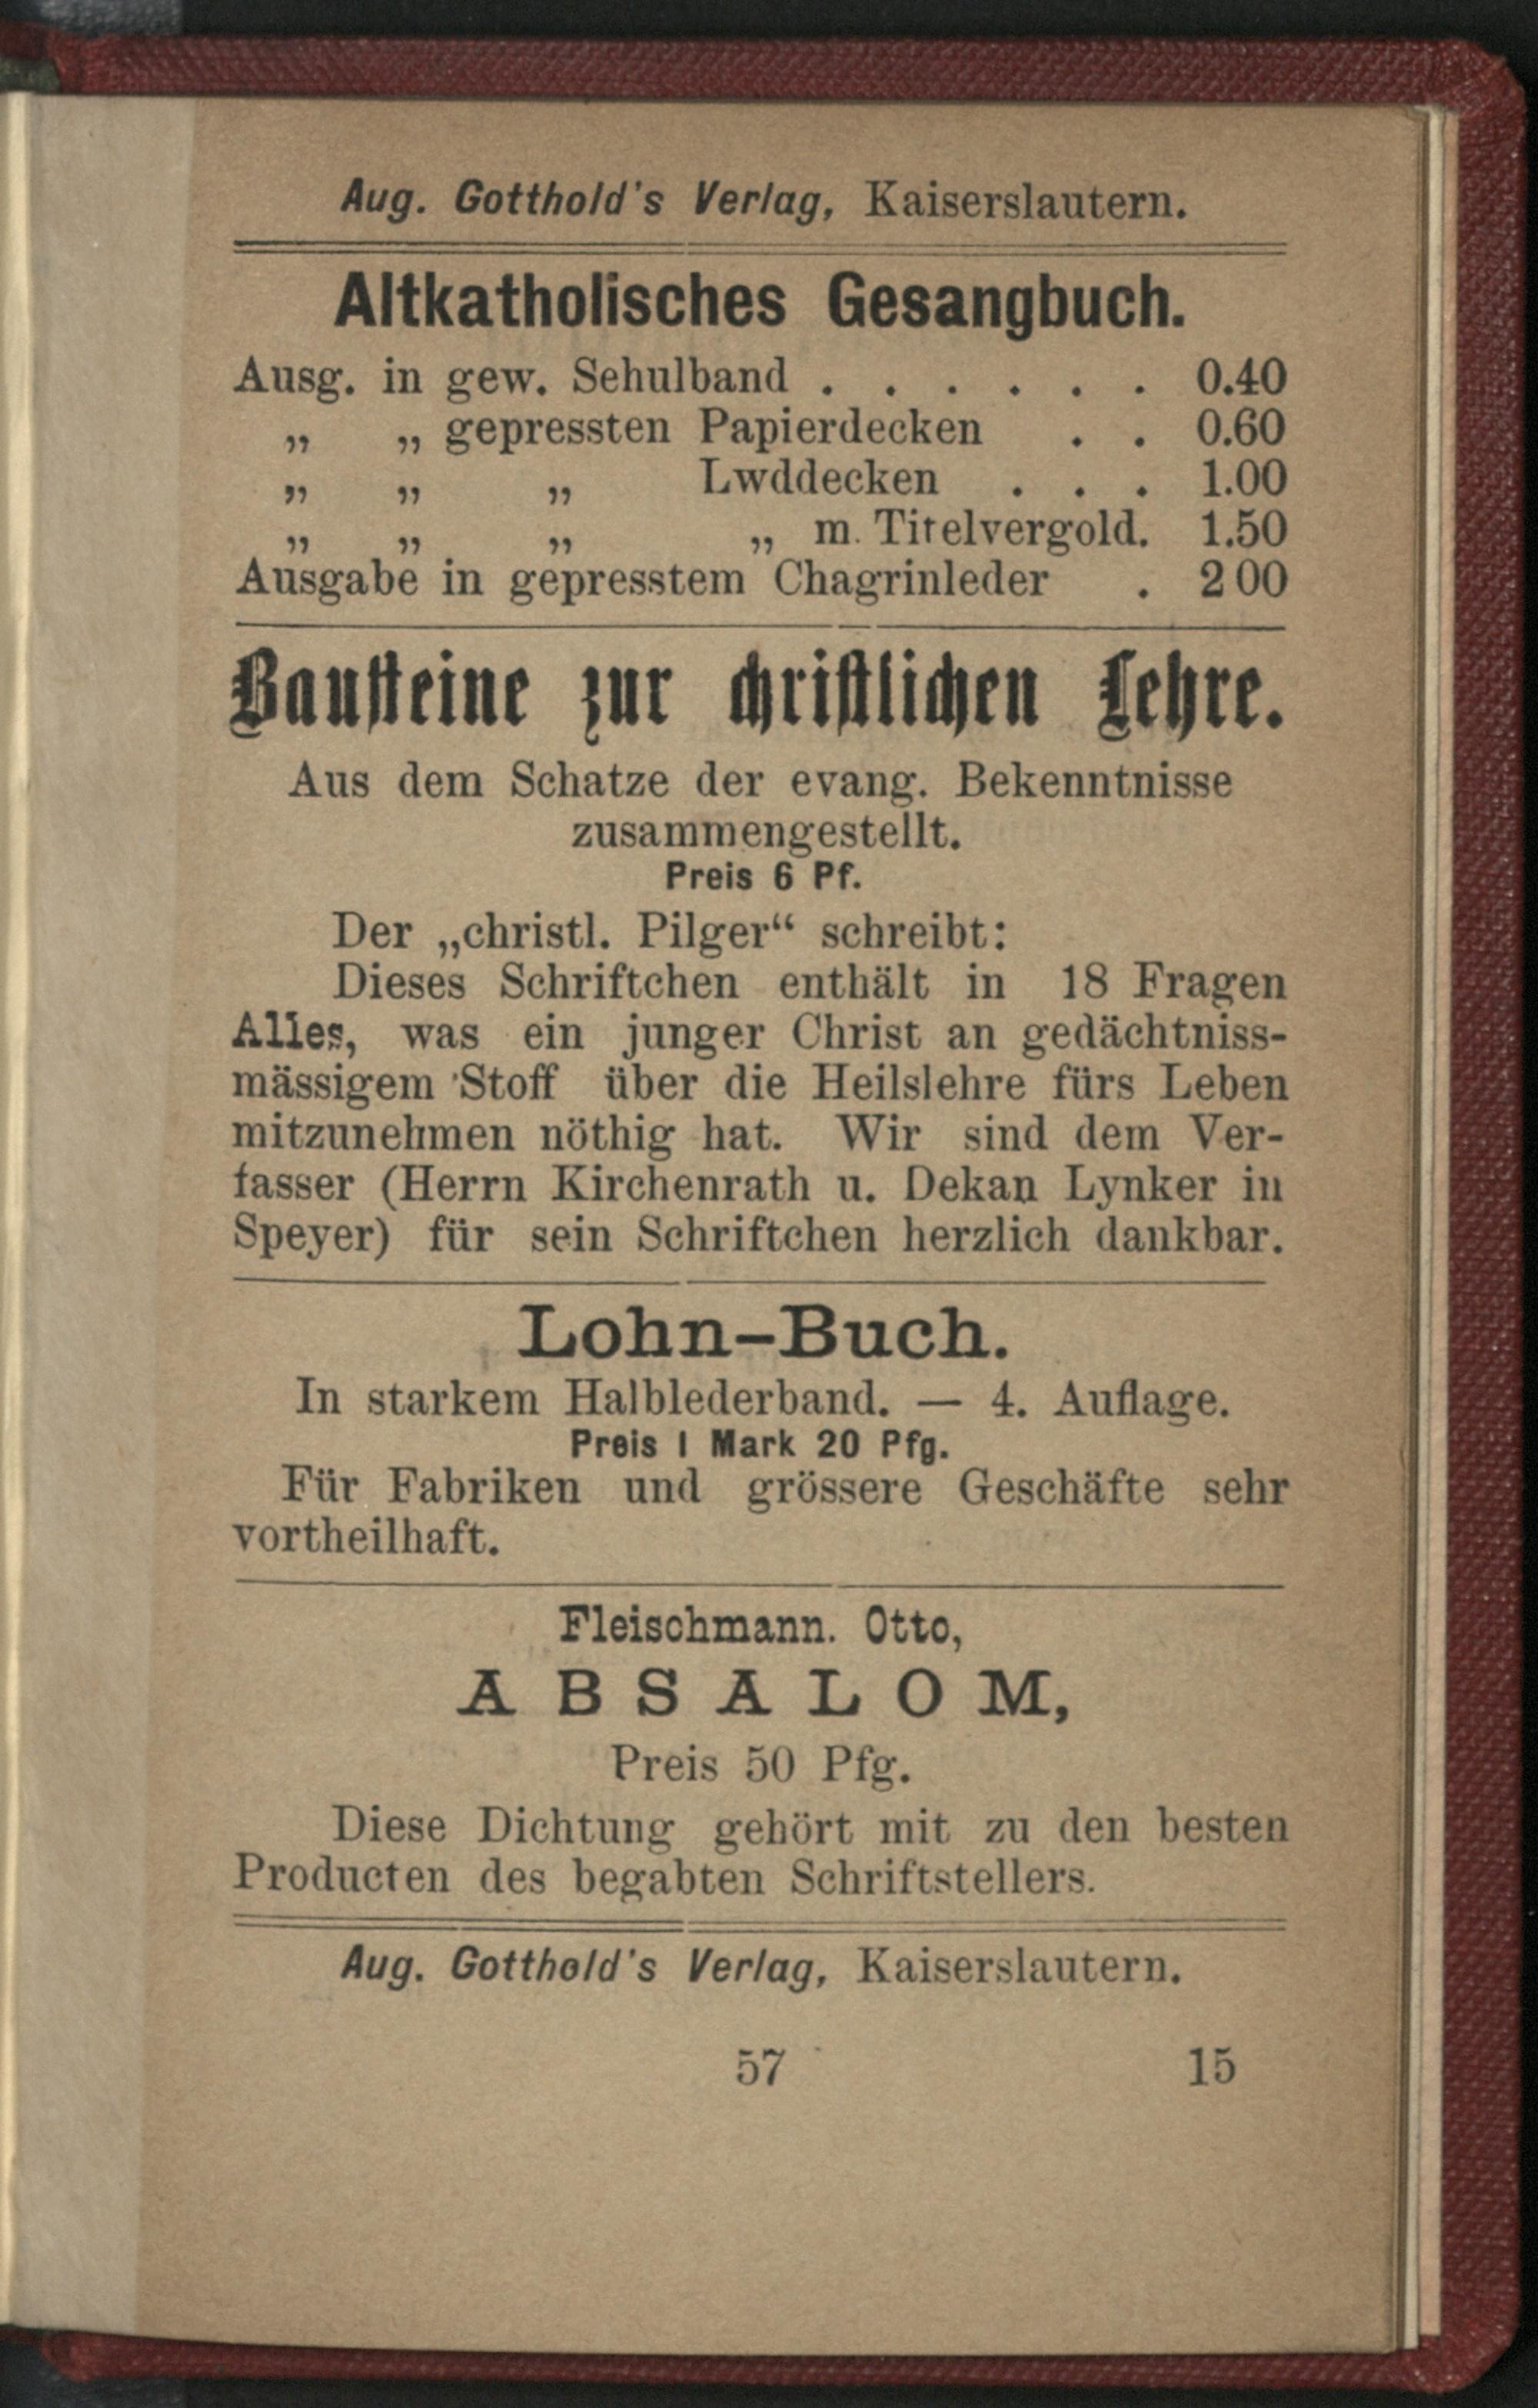 Aug. Gotthold's Verlag, Kaiserslautern.
Altkatholisches Gesangbuch.
Ausg. in gew. Sehulband . . . . . . 0.40
„ „ gepressten Papierdecken . . 0.60
„ „ „ Lwddecken . . . 1.00
„ „ „ „ m. Titelvergold. 1.50
Ausgabe in gepresstem Chagrinleder . 2 00
Bausteine zur christlichen Lehre.
Aus dem Schatze der evang. Bekenntnisse
zusammengestellt.
Preis 6 Pf.
Der „christl. Pilger“ schreibt:
Dieses Schriftchen enthält in 18 Fragen
Alles, was ein junger Christ an gedächtniss-
mässigem Stoff über die Heilslehre fürs Leben
mitzunehmen nöthig hat. Wir sind dem Ver-
fasser (Herrn Kirchenrath u. Dekan Lynker in
Speyer) für sein Schriftchen herzlich dankbar.
Lohn-Buch.
In starkem Halblederband. — 4. Auflage.
Preis 1 Mark 20 Pfg.
Für Fabriken und grössere Geschäfte sehr
vortheilhaft.
Fleischmann. Otto,
ABSALOM,
Preis 50 Pfg.
Diese Dichtung gehört mit zu den besten
Producten des begabten Schriftstellers.
Aug. Gotthold's Verlag, Kaiserslautern.
57 15